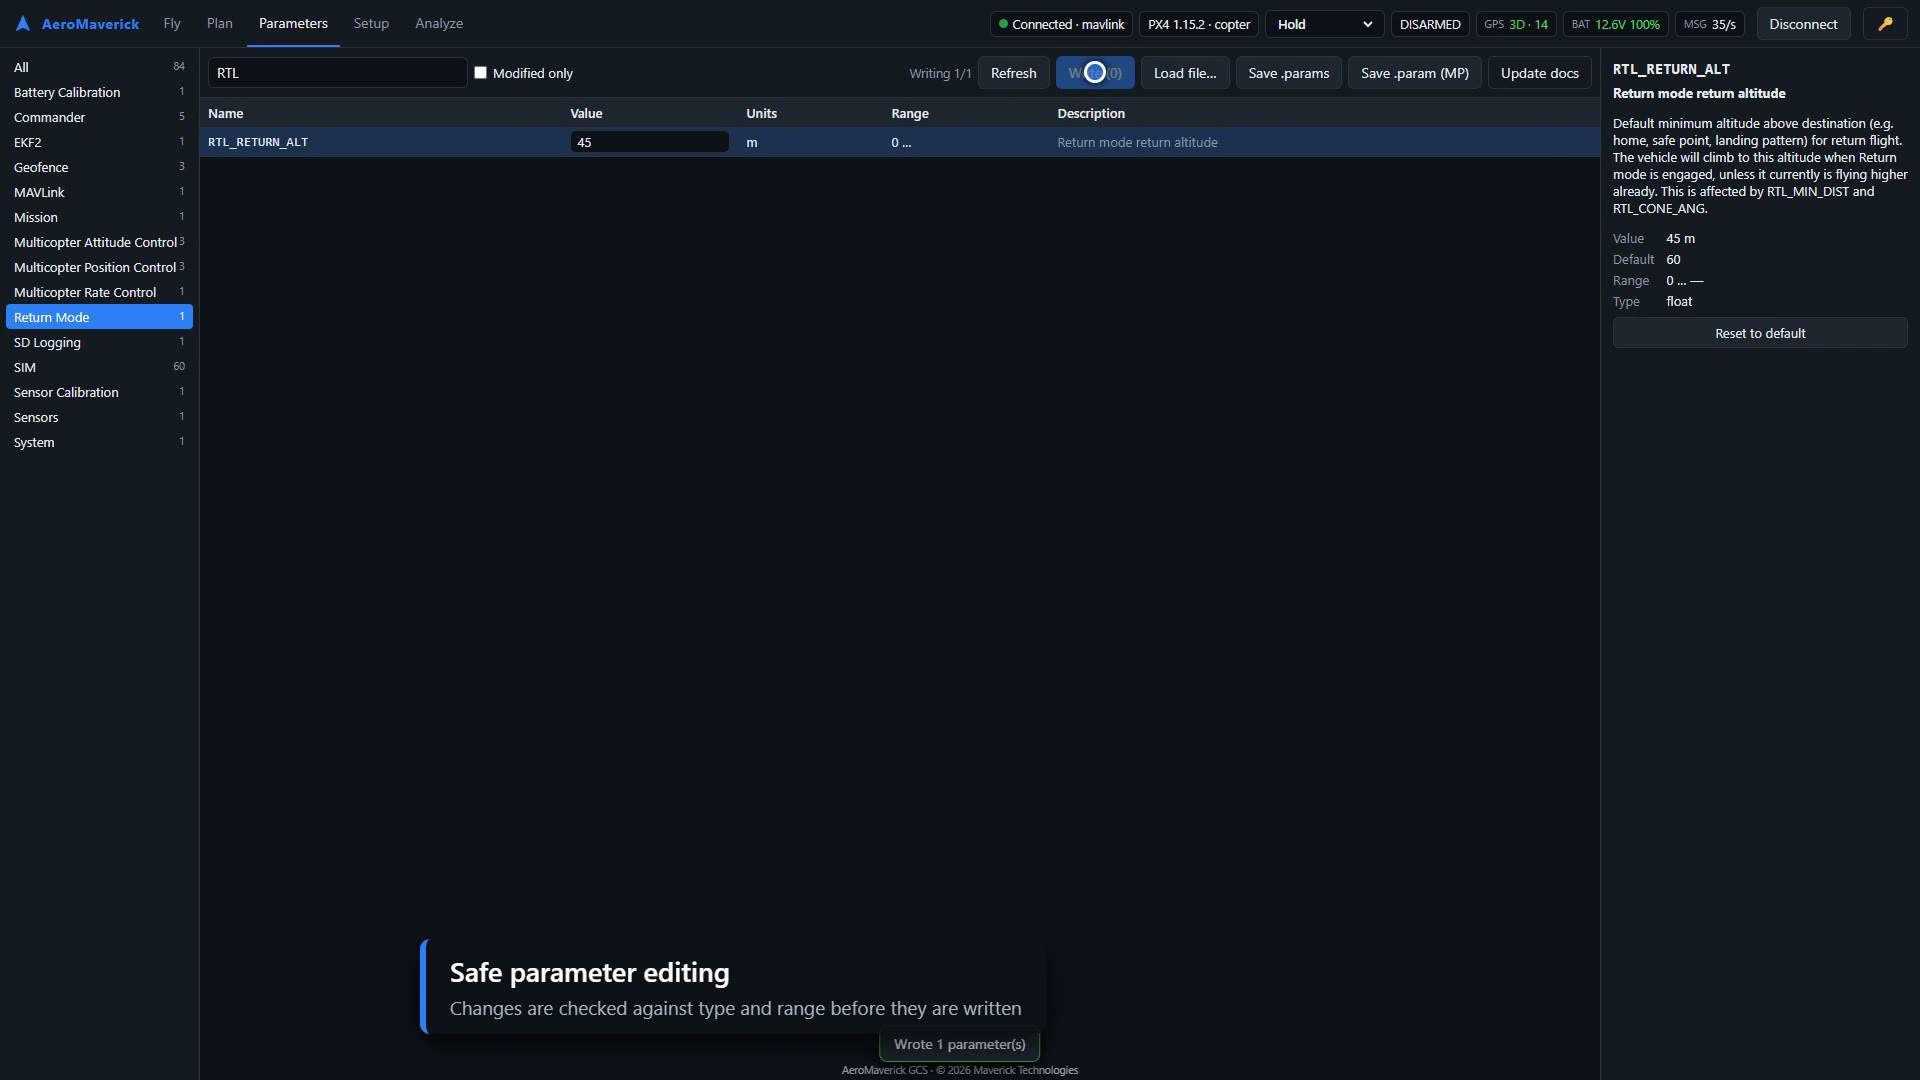 AeroMaverick Fly Plan Parameters Setup Analyze Connected · mavlink PX4 1.15.2 · copter Hold DISARMED GPS 3D · 14 BAT 12.6V 100% MSG 35/s Disconnect
All 84
Battery Calibration 1
Commander 5
EKF2 1
Geofence 3
MAVLink 1
Mission 1
Multicopter Attitude Control 3
Multicopter Position Control 3
Multicopter Rate Control 1
Return Mode 1
SD Logging 1
SIM 60
Sensor Calibration 1
Sensors 1
System 1
RTL Modified only Writing 1/1 Refresh (0) Load file... Save .params Save .param (MP) Update docs
Name Value Units Range Description
RTL_RETURN_ALT 45 m 0 ... Return mode return altitude
RTL_RETURN_ALT
Return mode return altitude
Default minimum altitude above destination (e.g.
home, safe point, landing pattern) for return flight.
The vehicle will climb to this altitude when Return
mode is engaged, unless it currently is flying higher
already. This is affected by RTL_MIN_DIST and
RTL_CONE_ANG.
Value 45 m
Default 60
Range 0 ... —
Type float
Reset to default
Safe parameter editing
Changes are checked against type and range before they are written
Wrote 1 parameter(s)
AeroMaverick GCS · © 2026 Maverick Technologies